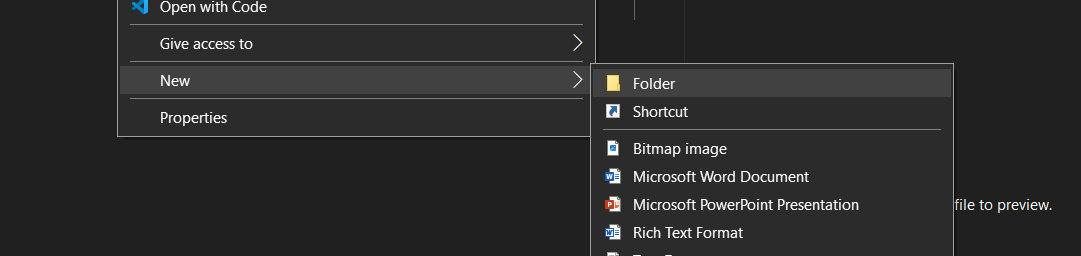 Open with Code
Give access to
New
Properties
Folder
Shortcut
Bitmap image
Microsoft Word Document
Microsoft PowerPoint Presentation
Rich Text Format
file to preview.